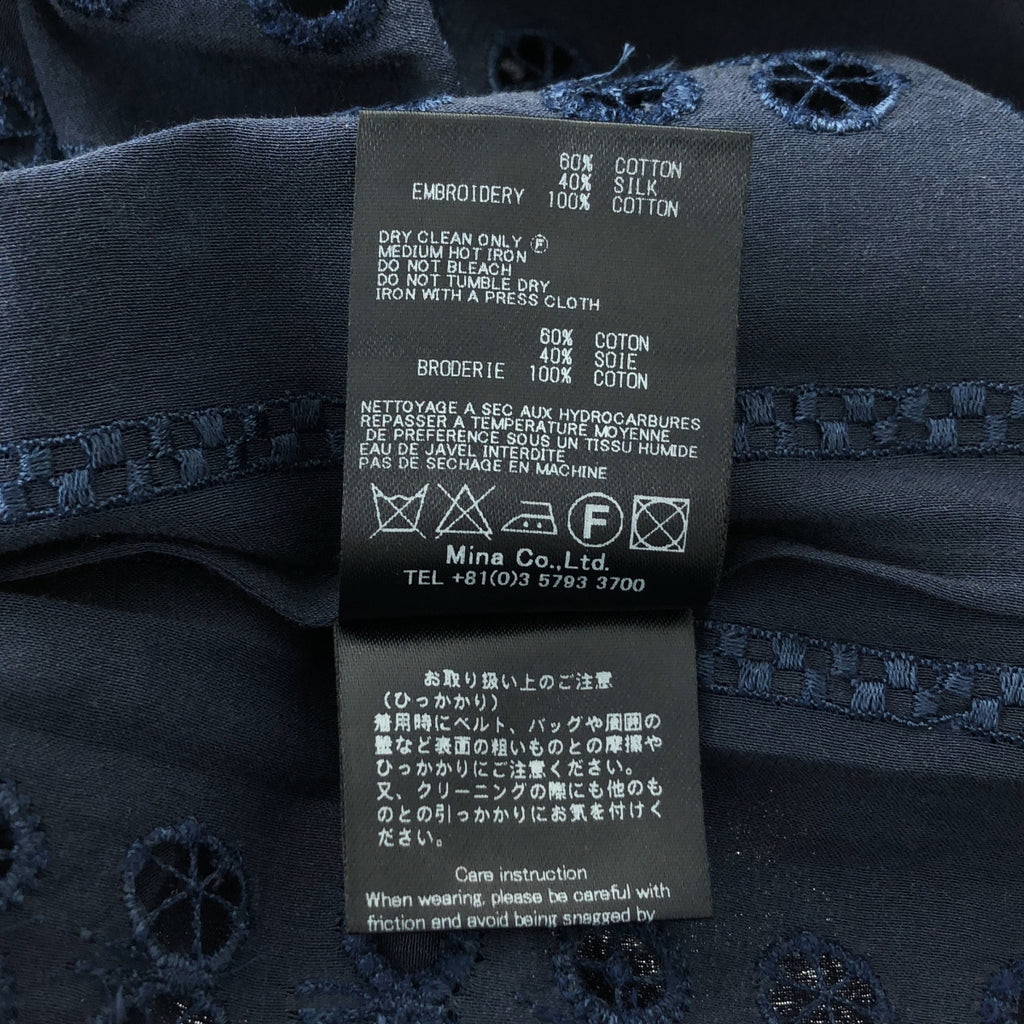 60% COTTON
40% SILK
EMBROIDERY 100% COTTON
DRY CLEAN ONLY Ⓕ
MEDIUM HOT IRON
DO NOT BLEACH
DO NOT TUMBLE DRY
IRON WITH A PRESS CLOTH
60% COTON
40% SOIE
BRODERIE 100% COTON
NETTOYAGE A SEC AUX HYDROCARBURES
REPASSER A TEMPERATURE MOYENNE
DE PREFERENCE SOUS UN TISSU HUMIDE
EAU DE JAVEL INTERDITE
PAS DE SECHAGE EN MACHINE
F
Mina Co.,Ltd.
TEL +81(0)3 5793 3700
お取り扱い上のご注意
(ひっかかり)
着用時にベルト、バッグや周囲の
壁など表面の粗いものとの摩擦や
ひっかかりにご注意ください。
又、クリーニングの際にも他のも
のとの引っかかりにお気を付けく
ださい。
Care instruction
When wearing, please be careful with
friction and avoid being snagged by